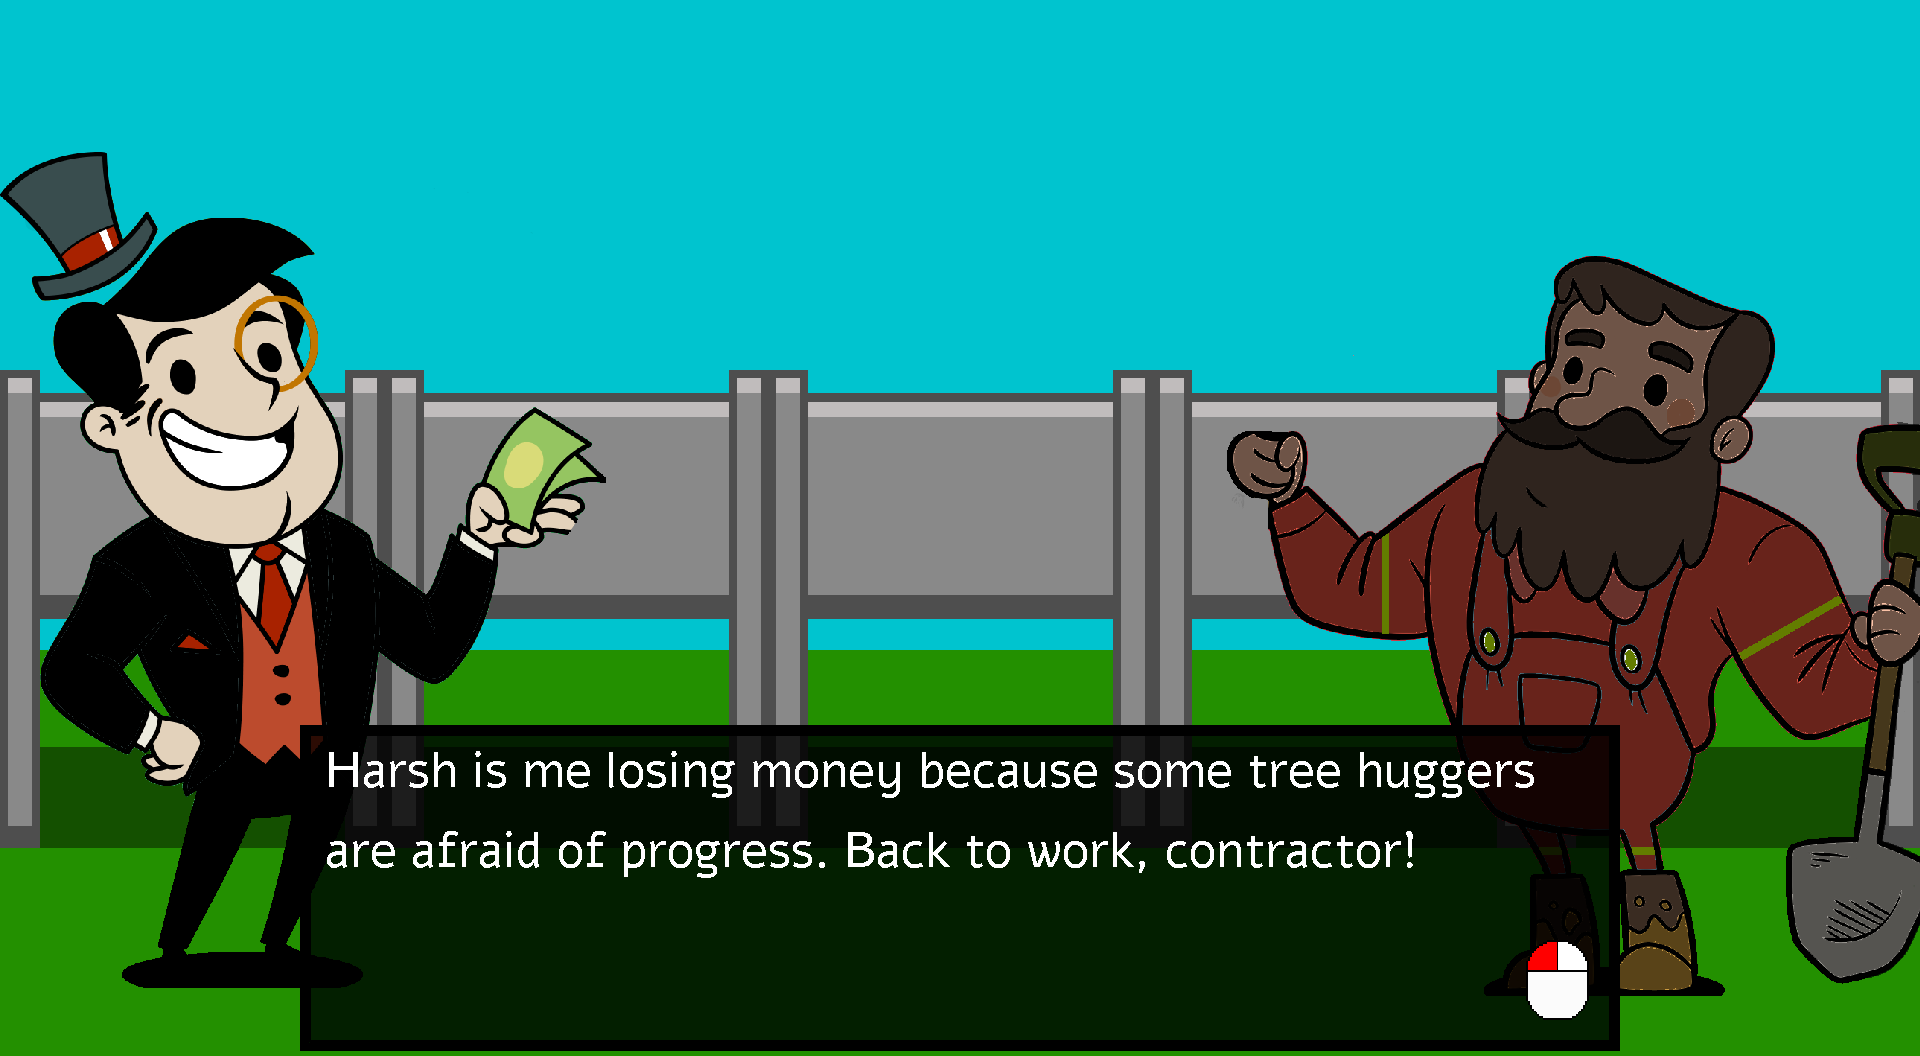 Harsh is me losing money because some tree huggers
are afraid of progress. Back to work, contractor!